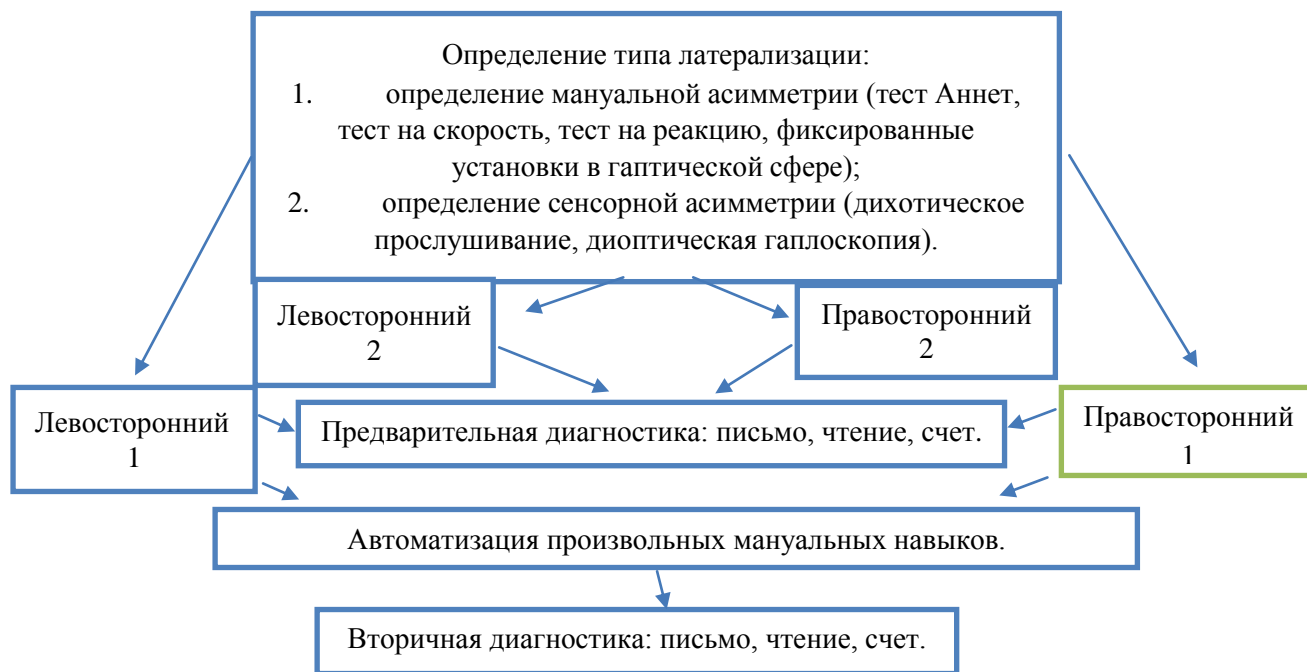 Определение типа латерализации:
1. определение мануальной асимметрии (тест Аннет,
тест на скорость, тест на реакцию, фиксированные
установки в гаптической сфере);
2. определение сенсорной асимметрии (дихотическое
прослушивание, диоптическая гаплоскопия).
Левосторонний
2
Правосторонний
2
Левосторонний
1
Предварительная диагностика: письмо, чтение, счет.
Правосторонний
1
Автоматизация произвольных мануальных навыков.
Вторичная диагностика: письмо, чтение, счет.